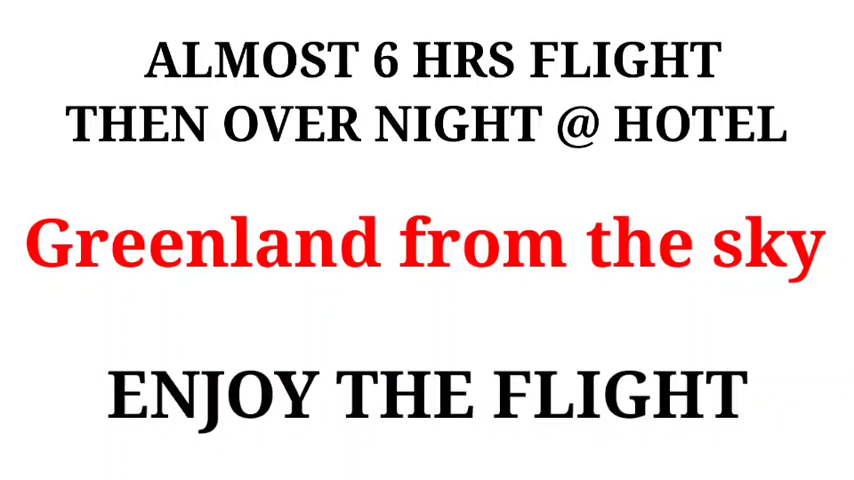 ALMOST 6 HRS FLIGHT
THEN OVER NIGHT @ HOTEL
Greenland from the sky
ENJOY THE FLIGHT